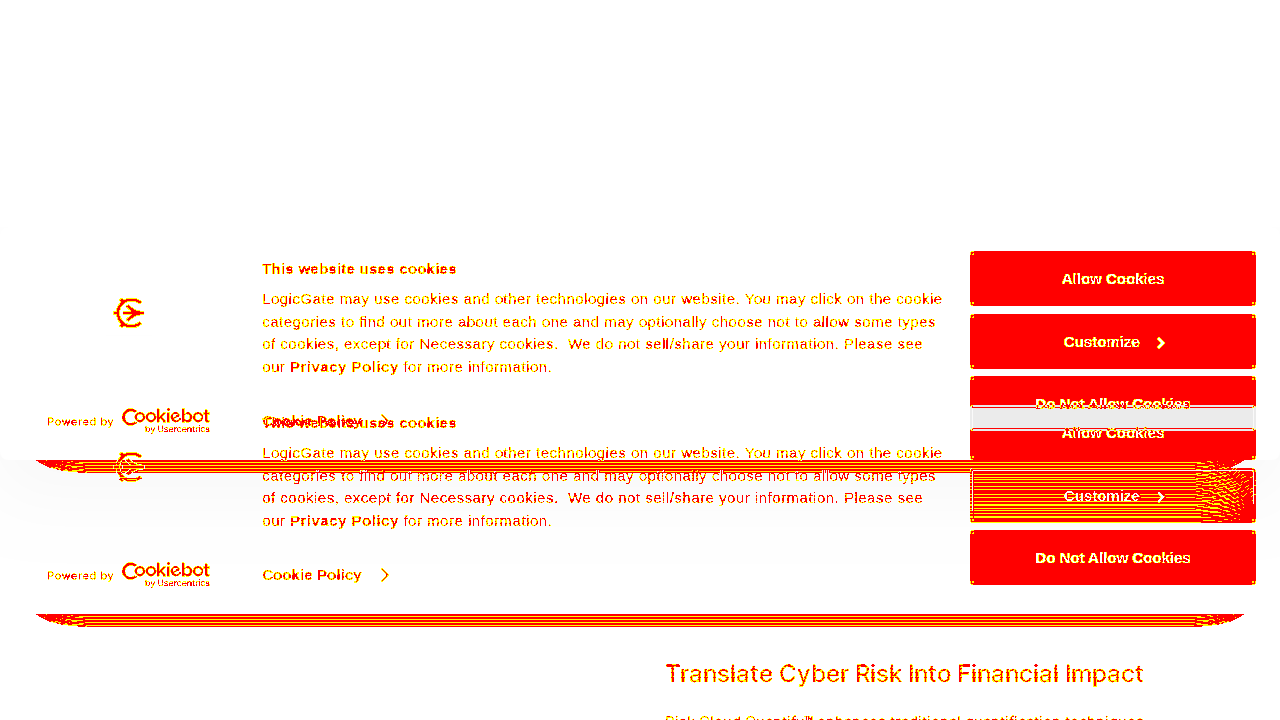 This website uses cookies
LogicGate may use cookies and other technologies on our website. You may click on the cookie
categories to find out more about each one and may optionally choose not to allow some types
of cookies, except for Necessary cookies.  We do not sell/share your information. Please see
our Privacy Policy for more information.
Allow Cookies
Customize
Do Not Allow Cookies
Powered by Cookiebot
by Usercentrics
Cookie Policy
This website uses cookies
LogicGate may use cookies and other technologies on our website. You may click on the cookie
categories to find out more about each one and may optionally choose not to allow some types
of cookies, except for Necessary cookies.  We do not sell/share your information. Please see
our Privacy Policy for more information.
Allow Cookies
Customize
Do Not Allow Cookies
Powered by Cookiebot
by Usercentrics
Cookie Policy
Translate Cyber Risk Into Financial Impact
Risk Cloud Quantify® enhances traditional quantification techniques